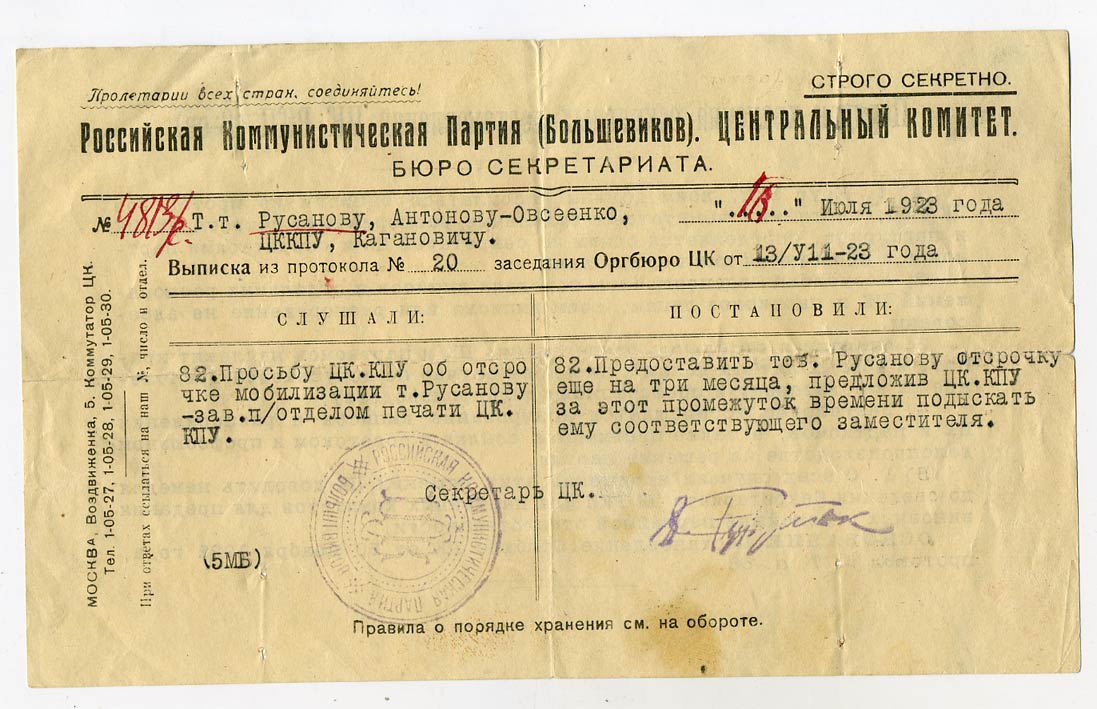 Пролетарии всех стран, соединяйтесь!
СТРОГО СЕКРЕТНО.
Российская Коммунистическая Партия (Большевиков). ЦЕНТРАЛЬНЫЙ КОМИТЕТ.
БЮРО СЕКРЕТАРИАТА.
№ Т.т. Русанову, Антонову-Овсеенко, ". . ." Июля 1923 года
ЦККПУ, Кагановичу.
Выписка из протокола № 20 заседания Оргбюро ЦК от 13/У11-23 года
СЛУШАЛИ:
82.Просьбу ЦК.КПУ об отсро
чке мобилизации т.Русанову
-зав.п/отделом печати ЦК.
КПУ.
ПОСТАНОВИЛИ:
82.Предоставить тов. Русанову отсрочку
еще на три месяца, предложив ЦК.КПУ
за этот промежуток времени подыскать
ему соответствующего заместителя.
Секретарь ЦК.
(5МБ)
РОССИЙСКАЯ КОММУНИСТИЧЕСКАЯ ПАРТИЯ
Правила о порядке хранения см. на обороте.
МОСКВА, Воздвиженка, 5. Коммутатор ЦК.
Тел. 1-05-27, 1-05-28, 1-05-29, 1-05-30.
При ответах ссылаться на наш №, число и отдел.